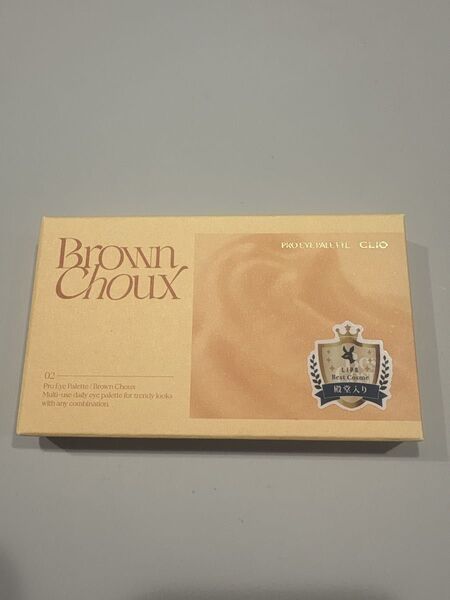 Brown
Choux
PRO EYE PALETTE CLIO
LIPS
Best Cosme
殿堂入り
02
Pro Eye Palette / Brown Choux
Multi-use daily eye palette for trendy looks
with any combination.